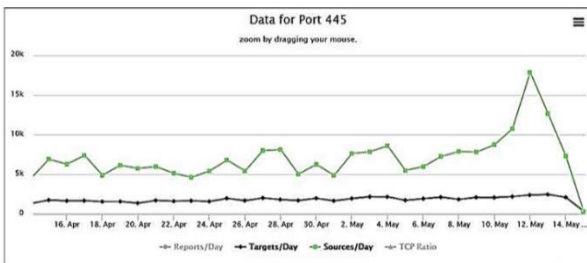 Data for Port 445
zoom by dragging your mouse.
20k
15k
10k
5k
0
16. Apr 18. Apr 20. Apr 22. Apr 24. Apr 26. Apr 28. Apr 30. Apr 2. May 4. May 6. May 8. May 10. May 12. May 14. May ...
Reports/Day Targets/Day Sources/Day TCP Ratio